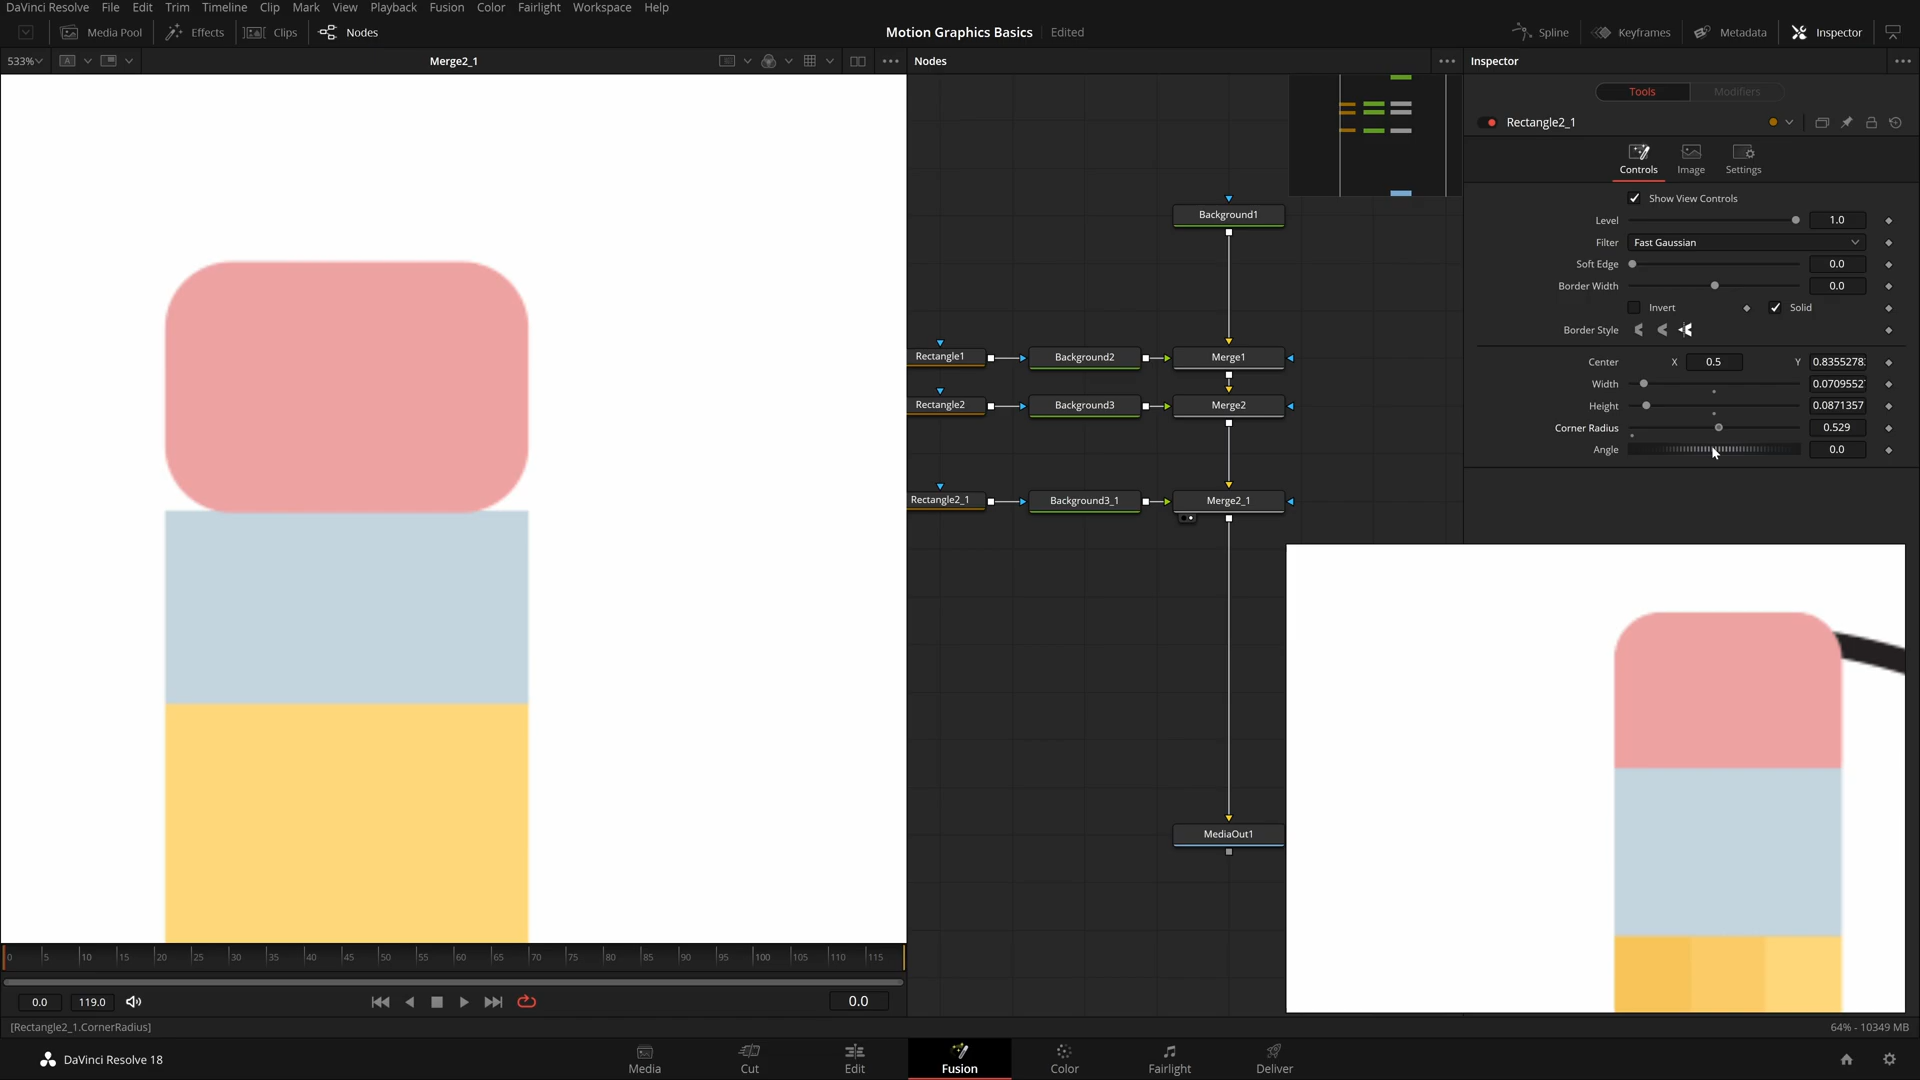 DaVinci Resolve File Edit Trim Timeline Clip Mark View Playback Fusion Color Fairlight Workspace Help
Media Pool Effects Clips Nodes Motion Graphics Basics Edited Spline Keyframes Metadata Inspector
533% A Merge2_1 Nodes Inspector
Tools Modifiers
Rectangle2_1
Controls Image Settings
Show View Controls
Level 1.0
Filter Fast Gaussian
Soft Edge 0.0
Border Width 0.0
Invert Solid
Border Style
Center X 0.5 Y 0.8355278
Width 0.0709552
Height 0.0871357
Corner Radius 0.529
Angle 0.0
Background1
Rectangle1 Background2 Merge1
Rectangle2 Background3 Merge2
Rectangle2_1 Background3_1 Merge2_1
MediaOut1
0 5 10 15 20 25 30 35 40 45 50 55 60 65 70 75 80 85 90 95 100 105 110 115
0.0 119.0 0.0
[Rectangle2_1.CornerRadius] 64% - 10349 MB
DaVinci Resolve 18 Media Cut Edit Fusion Color Fairlight Deliver